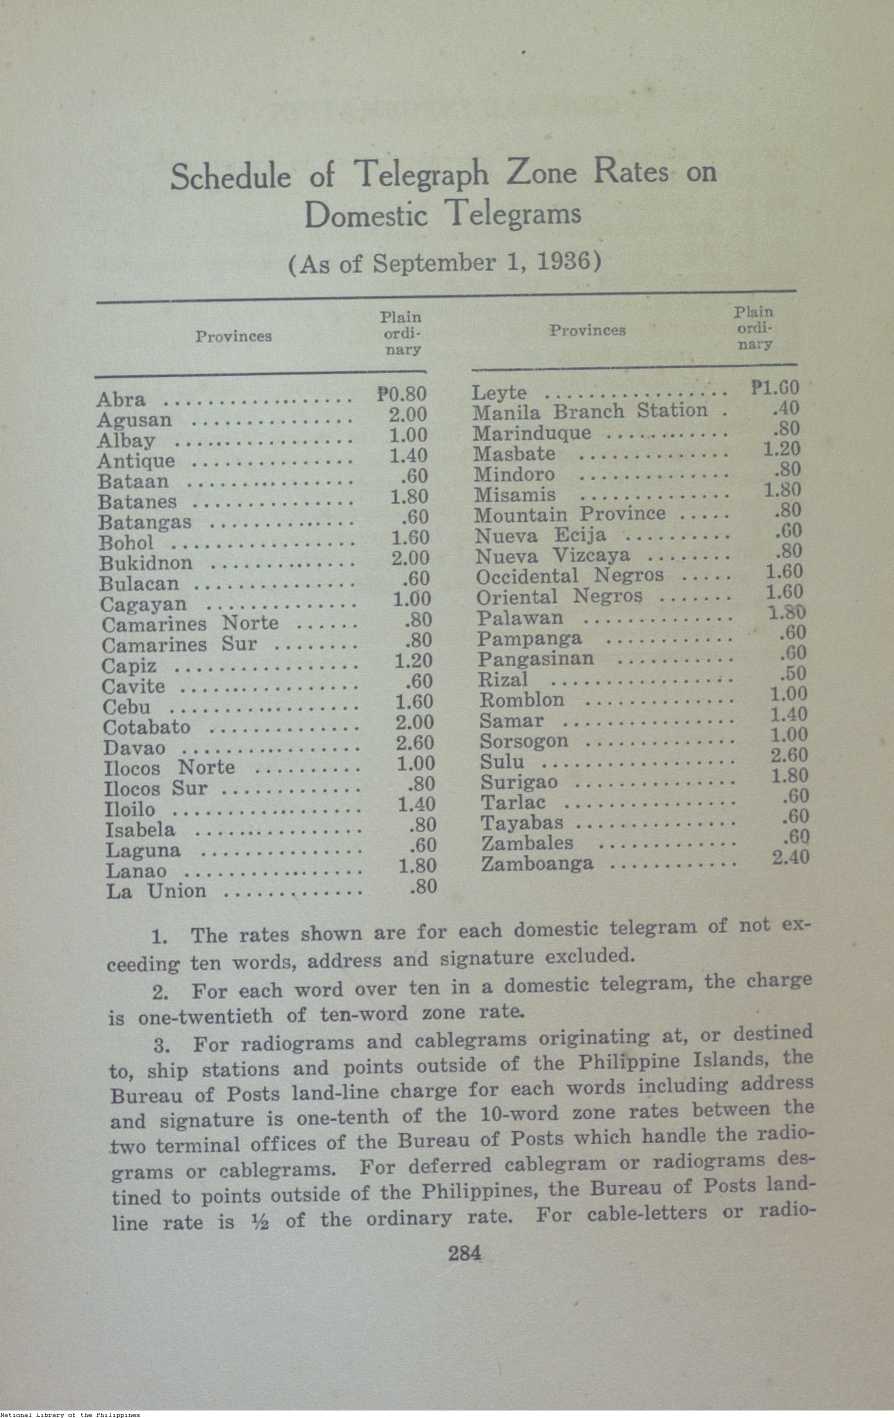 Schedule of Telegraph Zone Rates on
Domestic Telegrams
(As of September 1, 1936)
Provinces Plain ordi- nary
Abra .................. ₱0.80
Agusan ............... 2.00
Albay ................ 1.00
Antique ............... 1.40
Bataan ............... .60
Batanes ............... 1.80
Batangas ............. .60
Bohol ................. 1.60
Bukidnon ............. 2.00
Bulacan ............... .60
Cagayan .............. 1.00
Camarines Norte ...... .80
Camarines Sur ........ .80
Capiz ................. 1.20
Cavite ................ .60
Cebu ................. 1.60
Cotabato .............. 2.00
Davao ................ 2.60
Ilocos Norte .......... 1.00
Ilocos Sur ............. .80
Iloilo ................. 1.40
Isabela ............... .80
Laguna ............... .60
Lanao ................ 1.80
La Union ............. .80
Provinces Plain ordi- nary
Leyte ................. ₱1.60
Manila Branch Station . .40
Marinduque ............ .80
Masbate .............. 1.20
Mindoro .............. .80
Misamis .............. 1.80
Mountain Province ..... .80
Nueva Ecija .......... .60
Nueva Vizcaya ........ .80
Occidental Negros ..... 1.60
Oriental Negros ....... 1.60
Palawan .............. 1.80
Pampanga ............ .60
Pangasinan ........... .60
Rizal ................. .50
Romblon .............. 1.00
Samar ................ 1.40
Sorsogon .............. 1.00
Sulu .................. 2.60
Surigao ............... 1.80
Tarlac ................ .60
Tayabas ............... .60
Zambales ............. .60
Zamboanga ............ 2.40
1. The rates shown are for each domestic telegram of not ex-
ceeding ten words, address and signature excluded.
2. For each word over ten in a domestic telegram, the charge
is one-twentieth of ten-word zone rate.
3. For radiograms and cablegrams originating at, or destined
to, ship stations and points outside of the Philippine Islands, the
Bureau of Posts land-line charge for each words including address
and signature is one-tenth of the 10-word zone rates between the
two terminal offices of the Bureau of Posts which handle the radio-
grams or cablegrams. For deferred cablegram or radiograms des-
tined to points outside of the Philippines, the Bureau of Posts land-
line rate is ½ of the ordinary rate. For cable-letters or radio-
284
National Library of the Philippines